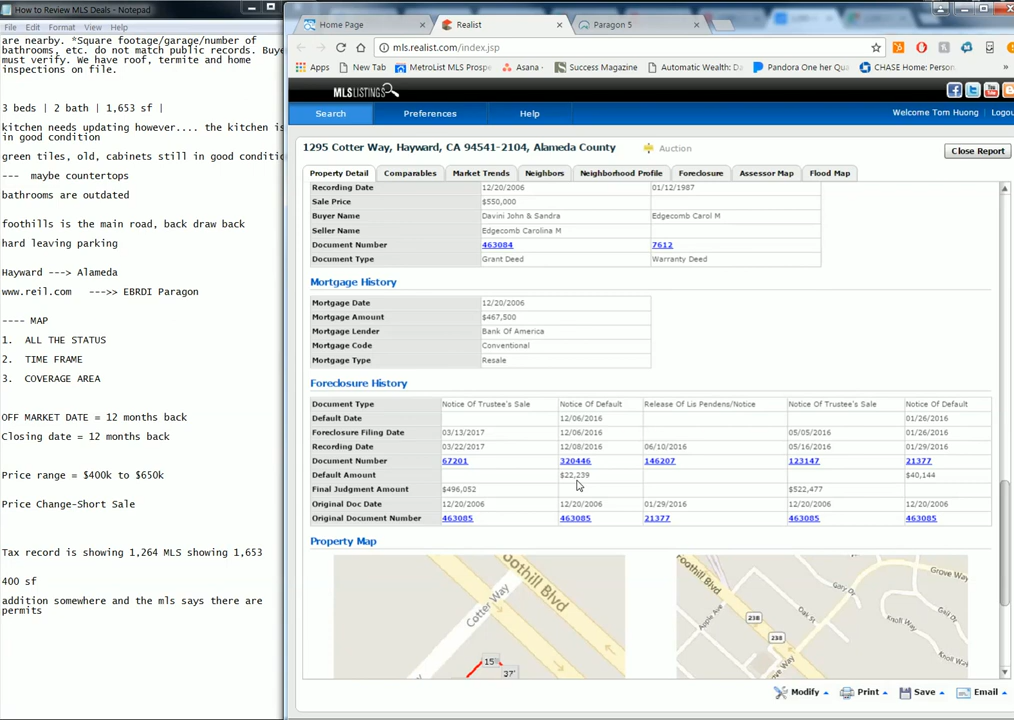 How to Review MLS Deals - Notepad
File Edit Format View Help
are nearby. *Square footage/garage/number of
bathrooms, etc. do not match public records. Buye
must verify. We have roof, termite and home
inspections on file.
3 beds | 2 bath | 1,653 sf |
kitchen needs updating however.... the kitchen is
in good condition
green tiles, old, cabinets still in good conditio
--- maybe countertops
bathrooms are outdated
foothills is the main road, back draw back
hard leaving parking
Hayward ---> Alameda
www.reil.com ---->> EBRDI Paragon
---- MAP
1. ALL THE STATUS
2. TIME FRAME
3. COVERAGE AREA
OFF MARKET DATE = 12 months back
Closing date = 12 months back
Price range = $400k to $650k
Price Change-Short Sale
Tax record is showing 1,264 MLS showing 1,653
400 sf
addition somewhere and the mls says there are
permits
Home Page Realist Paragon 5
mls.realist.com/index.jsp
Apps New Tab MetroList MLS Prospe Asana Success Magazine Automatic Wealth: Da Pandora One her Qua CHASE Home: Person
MLSLISTINGS
Search Preferences Help Welcome Tom Huong Logou
1295 Cotter Way, Hayward, CA 94541-2104, Alameda County Auction Close Report
Property Detail Comparables Market Trends Neighbors Neighborhood Profile Foreclosure Assessor Map Flood Map
Recording Date 12/20/2006 01/12/1987
Sale Price $550,000
Buyer Name Davini John & Sandra Edgecomb Carol M
Seller Name Edgecomb Carolina M
Document Number 463084 7612
Document Type Grant Deed Warranty Deed
Mortgage History
Mortgage Date 12/20/2006
Mortgage Amount $467,500
Mortgage Lender Bank Of America
Mortgage Code Conventional
Mortgage Type Resale
Foreclosure History
Document Type Notice Of Trustee's Sale Notice Of Default Release Of Lis Pendens/Notice Notice Of Trustee's Sale Notice Of Default
Default Date 12/06/2016 01/26/2016
Foreclosure Filing Date 03/13/2017 12/06/2016 05/05/2016 01/26/2016
Recording Date 03/22/2017 12/08/2016 06/10/2016 05/16/2016 01/29/2016
Document Number 67201 320446 146207 123147 21377
Default Amount $22,239 $40,144
Final Judgment Amount $496,052 $522,477
Original Doc Date 12/20/2006 12/20/2006 01/29/2016 12/20/2006 12/20/2006
Original Document Number 463085 463085 21377 463085 463085
Property Map
Cotter Way
oothill Blvd
15'
37'
oothill Blvd
Apple Ave
Oak St
Gary Dr
Grove Way
Knoll Way
238
238
Modify Print Save Email